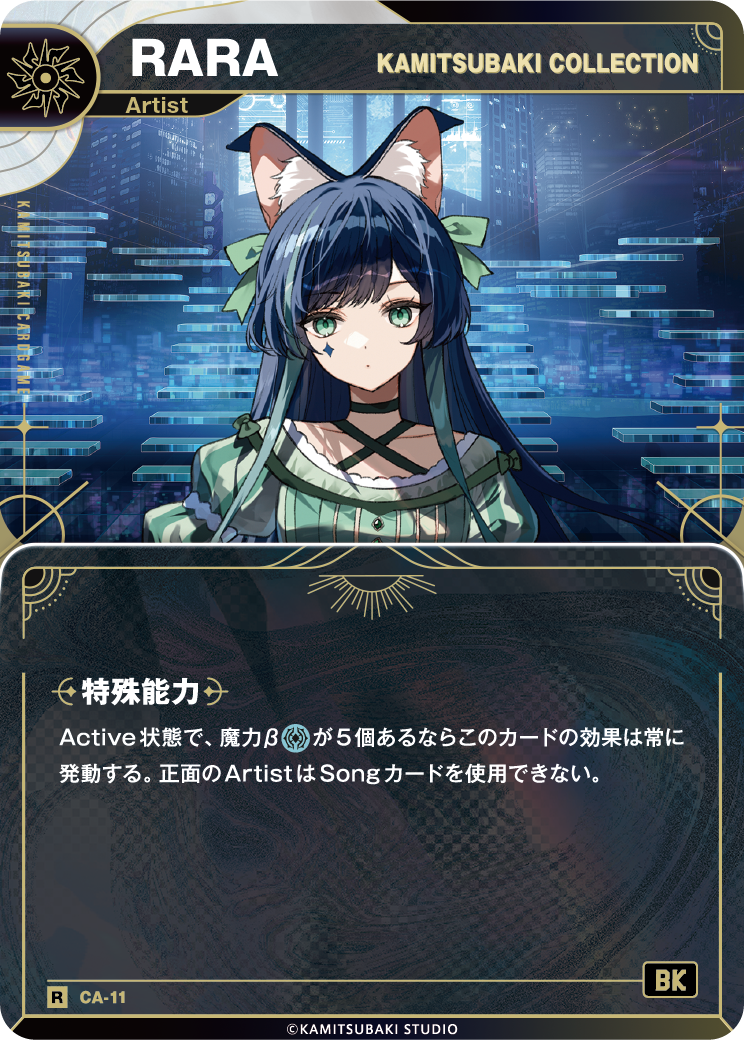 RARA
KAMITSUBAKI COLLECTION
Artist
KAMITSUBAKI CARDGAME
特殊能力
Active状態で、魔力βが5個あるならこのカードの効果は常に
発動する。正面のArtistはSongカードを使用できない。
R CA-11
BK
©KAMITSUBAKI STUDIO